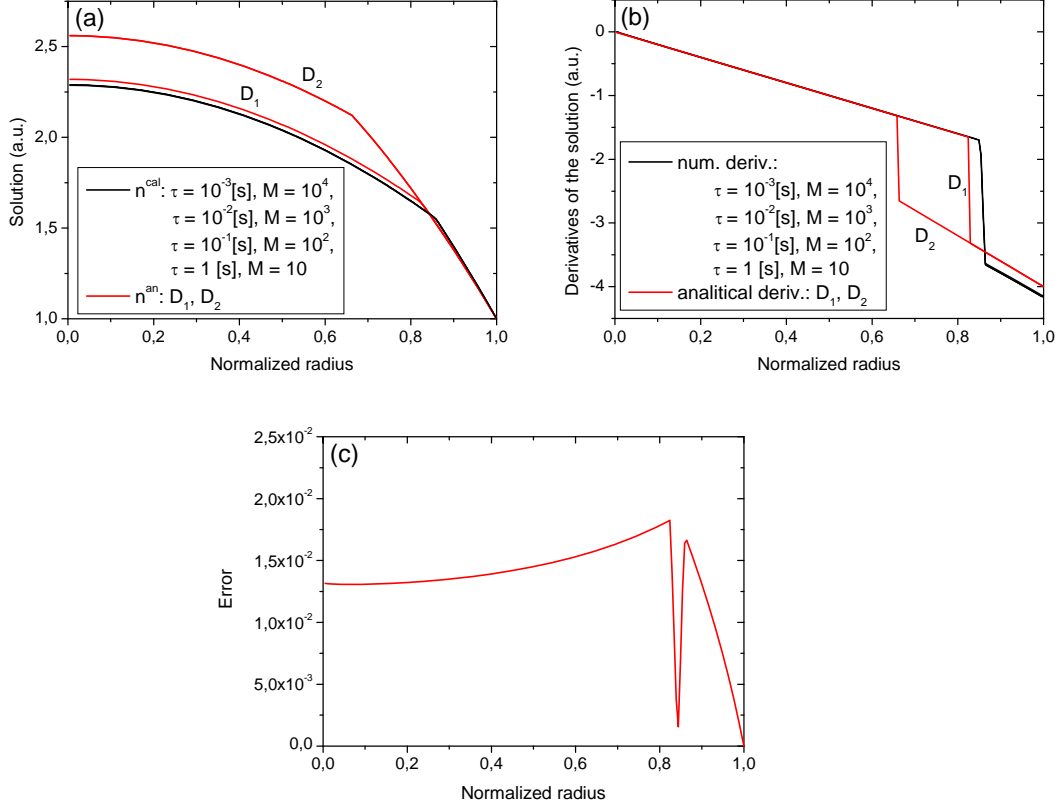 (a)
Solution (a.u.)
2,5
2,0
1,5
1,0
D2
D1
n^cal: τ = 10^-3[s], M = 10^4,
τ = 10^-2[s], M = 10^3,
τ = 10^-1[s], M = 10^2,
τ = 1 [s], M = 10
n^an: D1, D2
0,0 0,2 0,4 0,6 0,8 1,0
Normalized radius
(b)
Derivatives of the solution (a.u.)
0
-1
-2
-3
-4
num. deriv.:
τ = 10^-3[s], M = 10^4,
τ = 10^-2[s], M = 10^3,
τ = 10^-1[s], M = 10^2,
τ = 1 [s], M = 10
analitical deriv.: D1, D2
D1
D2
0,0 0,2 0,4 0,6 0,8 1,0
Normalized radius
(c)
Error
2,5x10^-2
2,0x10^-2
1,5x10^-2
1,0x10^-2
5,0x10^-3
0,0
0,0 0,2 0,4 0,6 0,8 1,0
Normalized radius